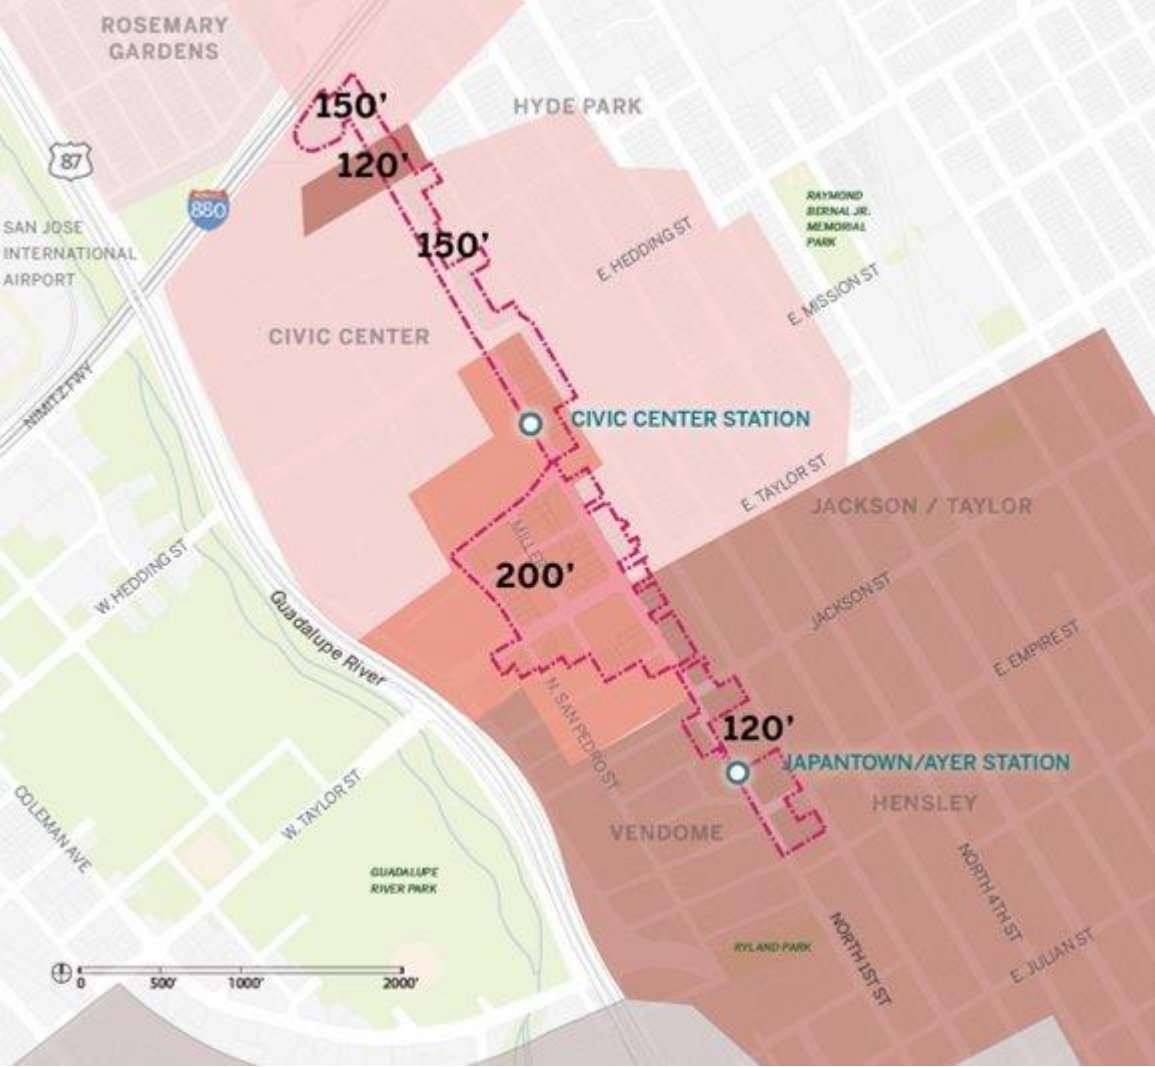 ROSEMARY
GARDENS
150'
HYDE PARK
87
120'
880
RAYMOND
BERNAL JR.
MEMORIAL
PARK
SAN JOSE
INTERNATIONAL
AIRPORT
150'
E. HEDDING ST
E. MISSION ST
CIVIC CENTER
NIMITZ FWY
CIVIC CENTER STATION
E. TAYLOR ST
JACKSON / TAYLOR
200'
W. HEDDING ST
JACKSON ST
Guadalupe River
E. EMPIRE ST
N. SAN PEDRO ST
120'
JAPANTOWN/AYER STATION
HENSLEY
VENDOME
COLEMAN AVE
W. TAYLOR ST
GUADALUPE
RIVER PARK
NORTH 4TH ST
NORTH 1ST ST
RYLAND PARK
E. JULIAN ST
0 500' 1000' 2000'